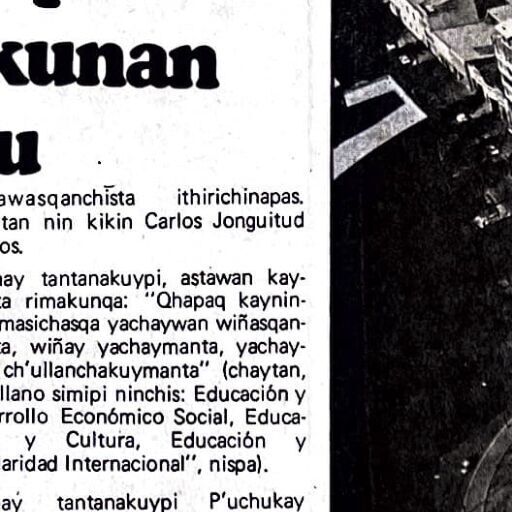 kunan
u
awasqanchista ithirichinapas.
tan nin kikin Carlos Jonguitud
os.
ay tantanakuypi, astawan kay-
ta rimakunqa: "Qhapaq kaynin-
masichasqa yachaywan wiñasqan-
ta, wiñay yachaymanta, yachay-
ch'ullanchakuymanta" (chaytan,
llano simipi ninchis: Educación y
rrollo Económico Social, Educa-
y Cultura, Educación y
aridad Internacional", nispa).
ay tantanakuypi P'uchukay